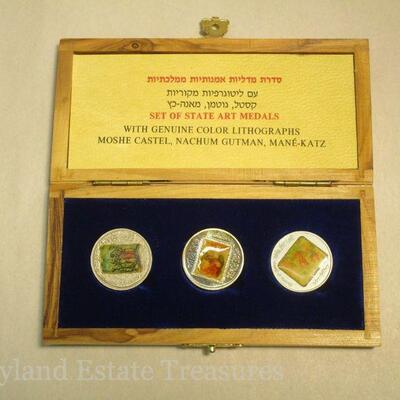 סדרת מדליות אמנותיות ממלכתיות
עם ליטוגרפיות מקוריות
קסטל, גוטמן, מאנה-כץ
SET OF STATE ART MEDALS
WITH GENUINE COLOR LITHOGRAPHS
MOSHE CASTEL, NACHUM GUTMAN, MANÉ-KATZ
yland Estate Treasures